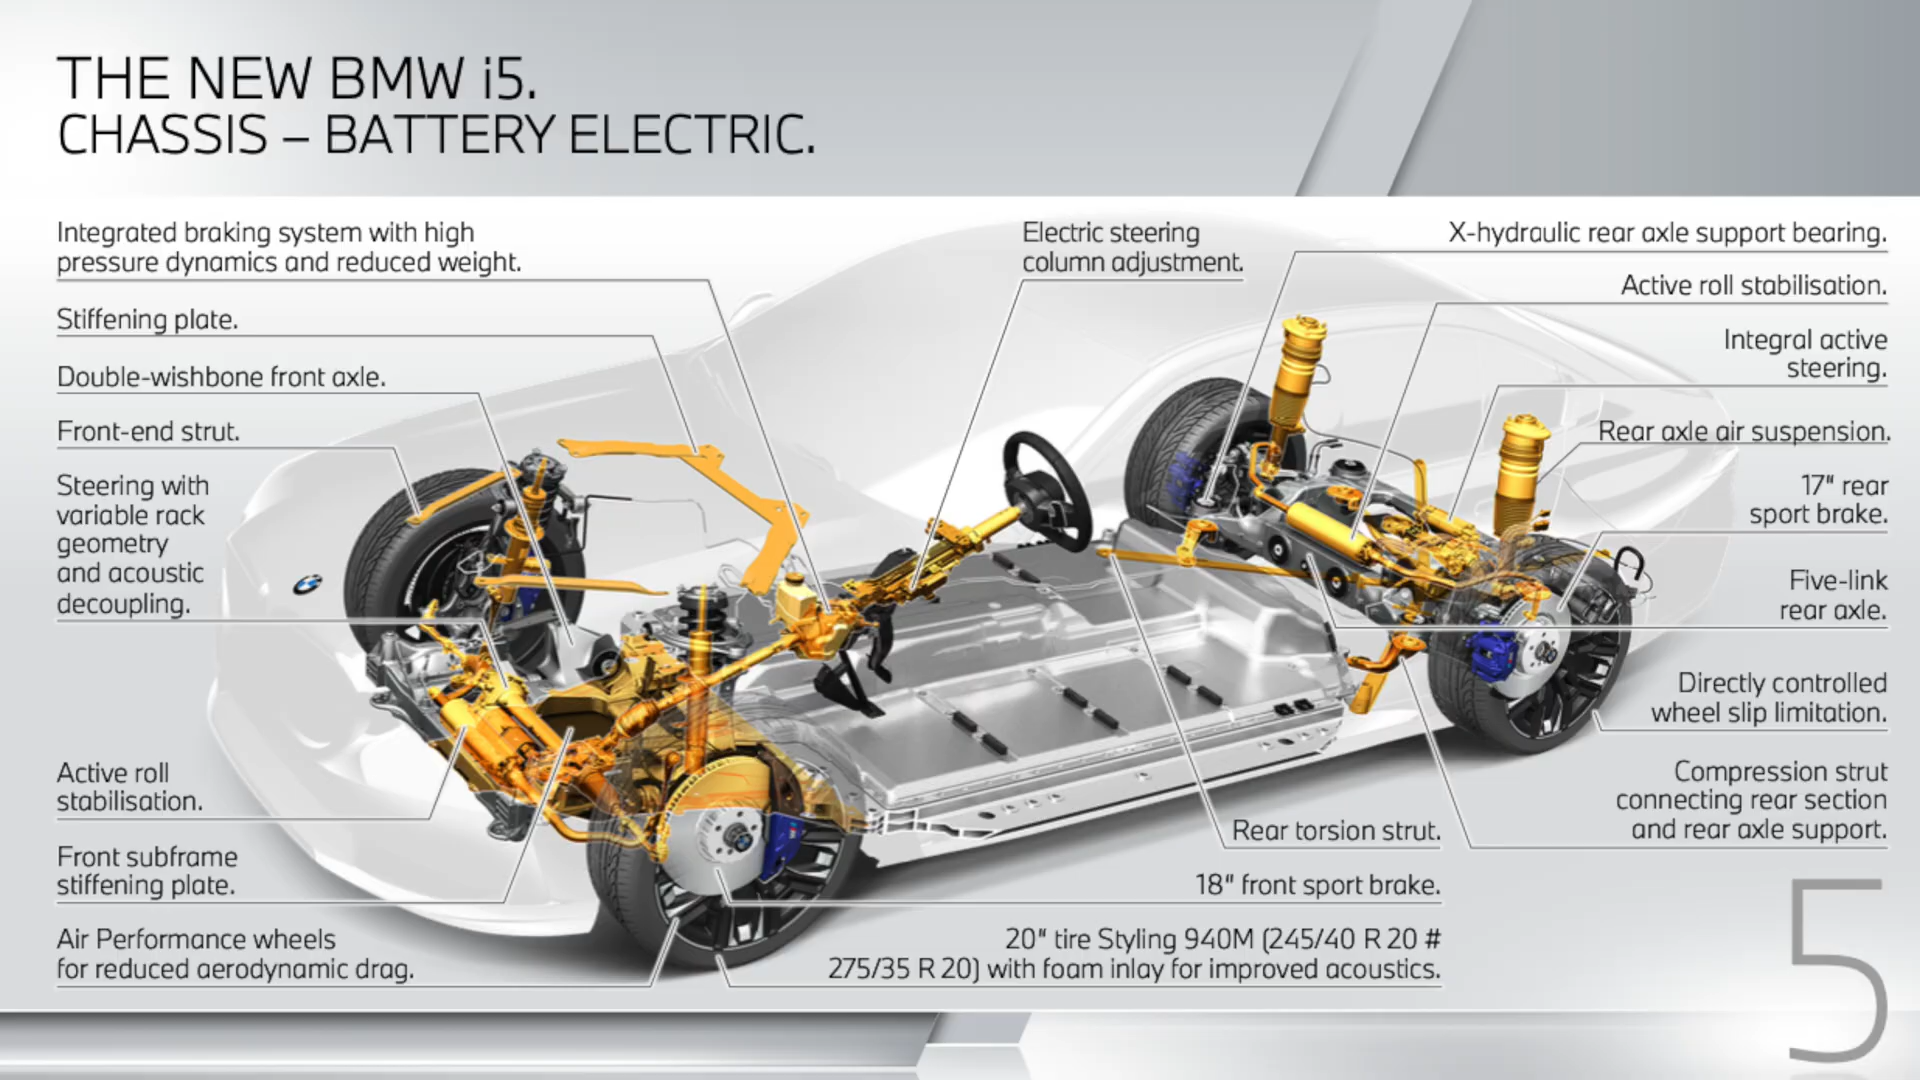 THE NEW BMW i5.
CHASSIS – BATTERY ELECTRIC.
Integrated braking system with high
pressure dynamics and reduced weight.
Stiffening plate.
Double-wishbone front axle.
Front-end strut.
Steering with
variable rack
geometry
and acoustic
decoupling.
Active roll
stabilisation.
Front subframe
stiffening plate.
Air Performance wheels
for reduced aerodynamic drag.
Electric steering
column adjustment.
X-hydraulic rear axle support bearing.
Active roll stabilisation.
Integral active
steering.
Rear axle air suspension.
17" rear
sport brake.
Five-link
rear axle.
Directly controlled
wheel slip limitation.
Compression strut
connecting rear section
and rear axle support.
Rear torsion strut.
18" front sport brake.
20" tire Styling 940M (245/40 R 20 #
275/35 R 20) with foam inlay for improved acoustics.
5